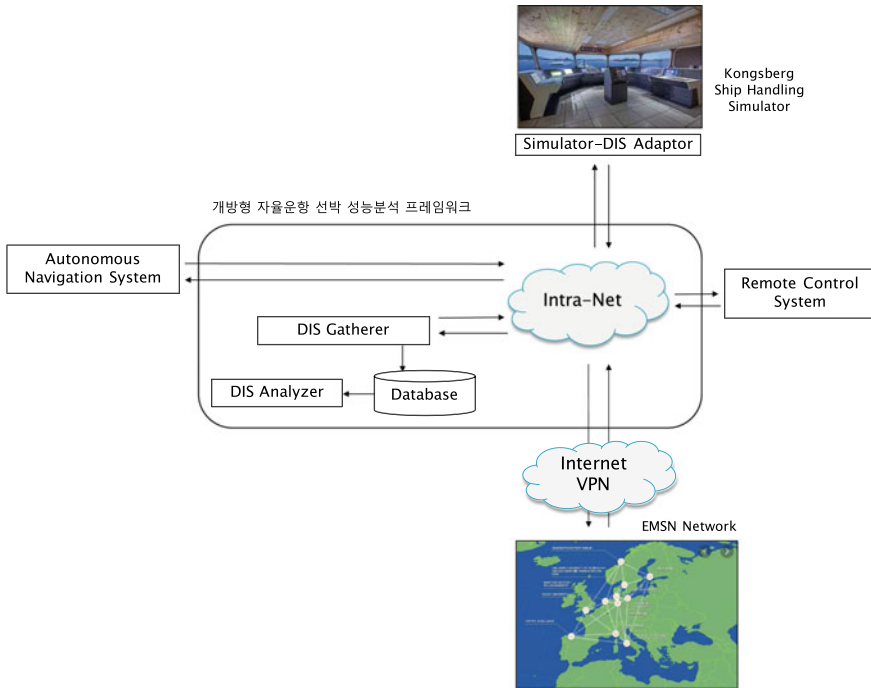 Kongsberg
Ship Handling
Simulator
Simulator-DIS Adaptor
개방형 자율운항 선박 성능분석 프레임워크
Autonomous
Navigation System
Intra-Net
Remote Control
System
DIS Gatherer
DIS Analyzer
Database
Internet
VPN
EMSN Network